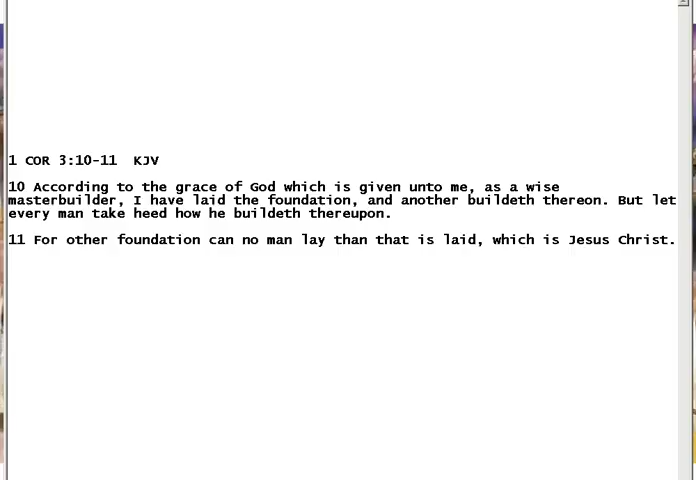 1 COR 3:10-11  KJV
10 According to the grace of God which is given unto me, as a wise
masterbuilder, I have laid the foundation, and another buildeth thereon. But let
every man take heed how he buildeth thereupon.
11 For other foundation can no man lay than that is laid, which is Jesus Christ.